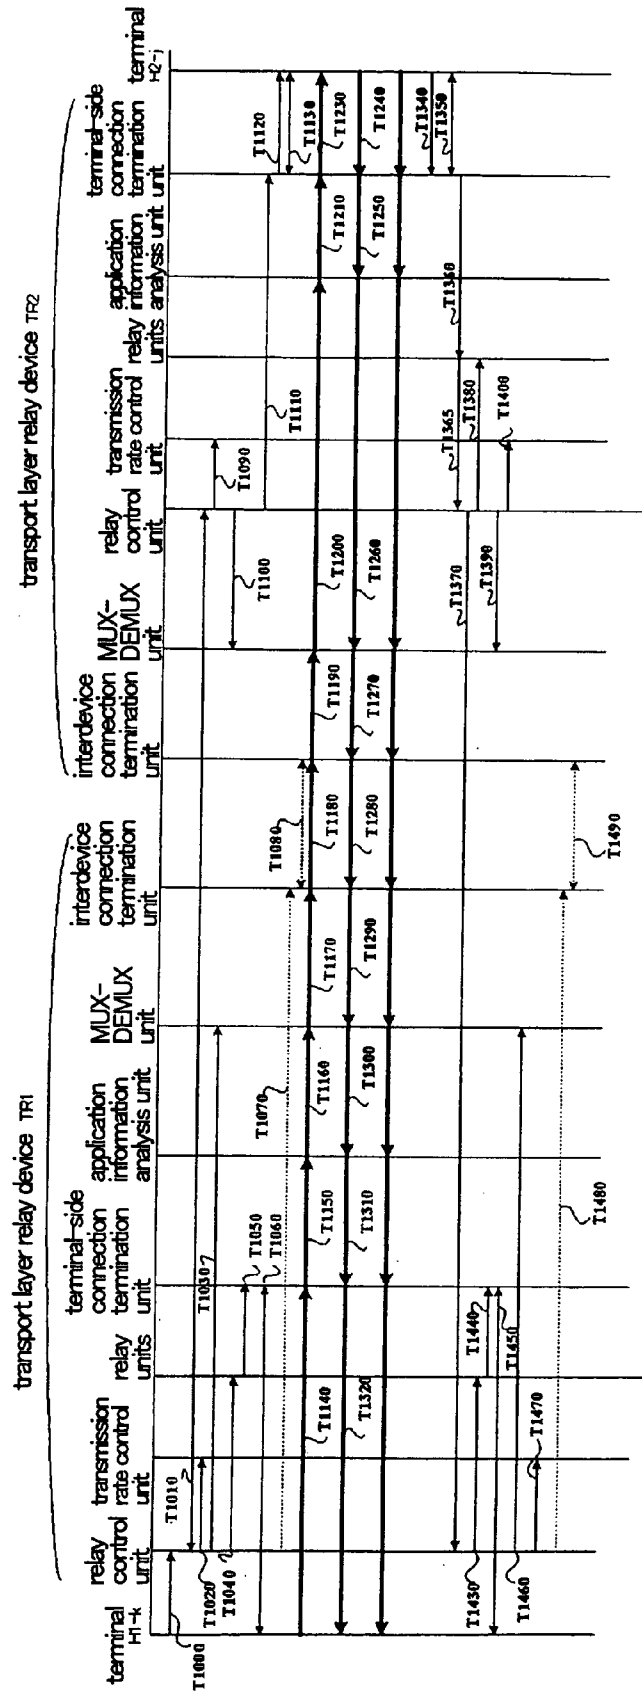 transport layer relay device TR1
transport layer relay device TR2
terminal
H1-k
relay
control
unit
transmission
rate control
unit
relay
units
terminal-side
connection
termination
unit
application
information
analysis unit
MUX-
DEMUX
unit
interdevice
connection
termination
unit
interdevice
connection
termination
unit
MUX-
DEMUX
unit
relay
control
unit
transmission
rate control
unit
relay
units
application
information
analysis unit
terminal-side
connection
termination
unit
terminal
H2-j
T1000
T1010
T1020
T1030
T1040
T1050
T1060
T1070
T1080
T1090
T1100
T1110
T1120
T1130
T1140
T1150
T1160
T1170
T1180
T1190
T1200
T1210
T1230
T1240
T1250
T1260
T1270
T1280
T1290
T1300
T1310
T1320
T1340
T1350
T1360
T1365
T1370
T1380
T1390
T1400
T1430
T1440
T1450
T1460
T1470
T1480
T1490